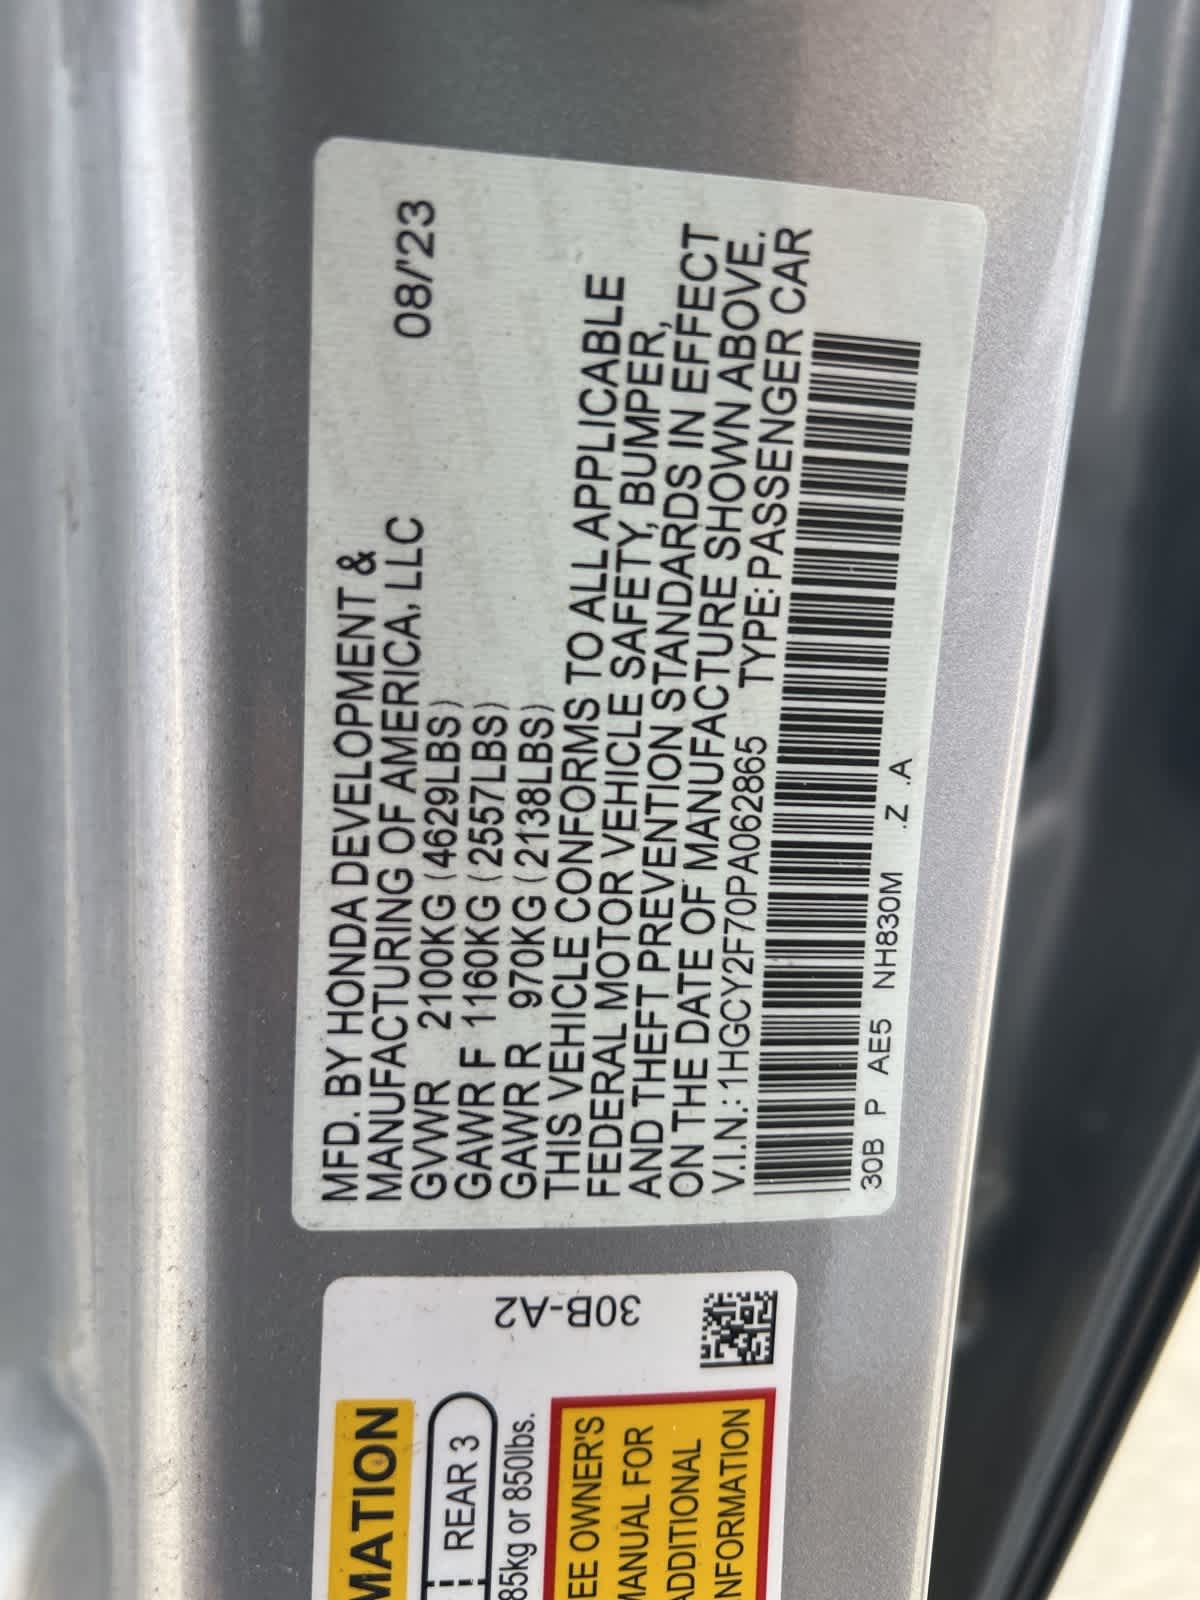 MFD. BY HONDA DEVELOPMENT &
MANUFACTURING OF AMERICA, LLC 08/'23
GVWR 2100KG (4629LBS)
GAWR F 1160KG (2557LBS)
GAWR R 970KG (2138LBS)
THIS VEHICLE CONFORMS TO ALL APPLICABLE
FEDERAL MOTOR VEHICLE SAFETY, BUMPER,
AND THEFT PREVENTION STANDARDS IN EFFECT
ON THE DATE OF MANUFACTURE SHOWN ABOVE.
V.I.N.: 1HGCY2F70PA062865 TYPE: PASSENGER CAR
30B P AE5 NH830M .Z .A
30B-A2
MATION
REAR 3
85kg or 850lbs.
EE OWNER'S
MANUAL FOR
ADDITIONAL
NFORMATION